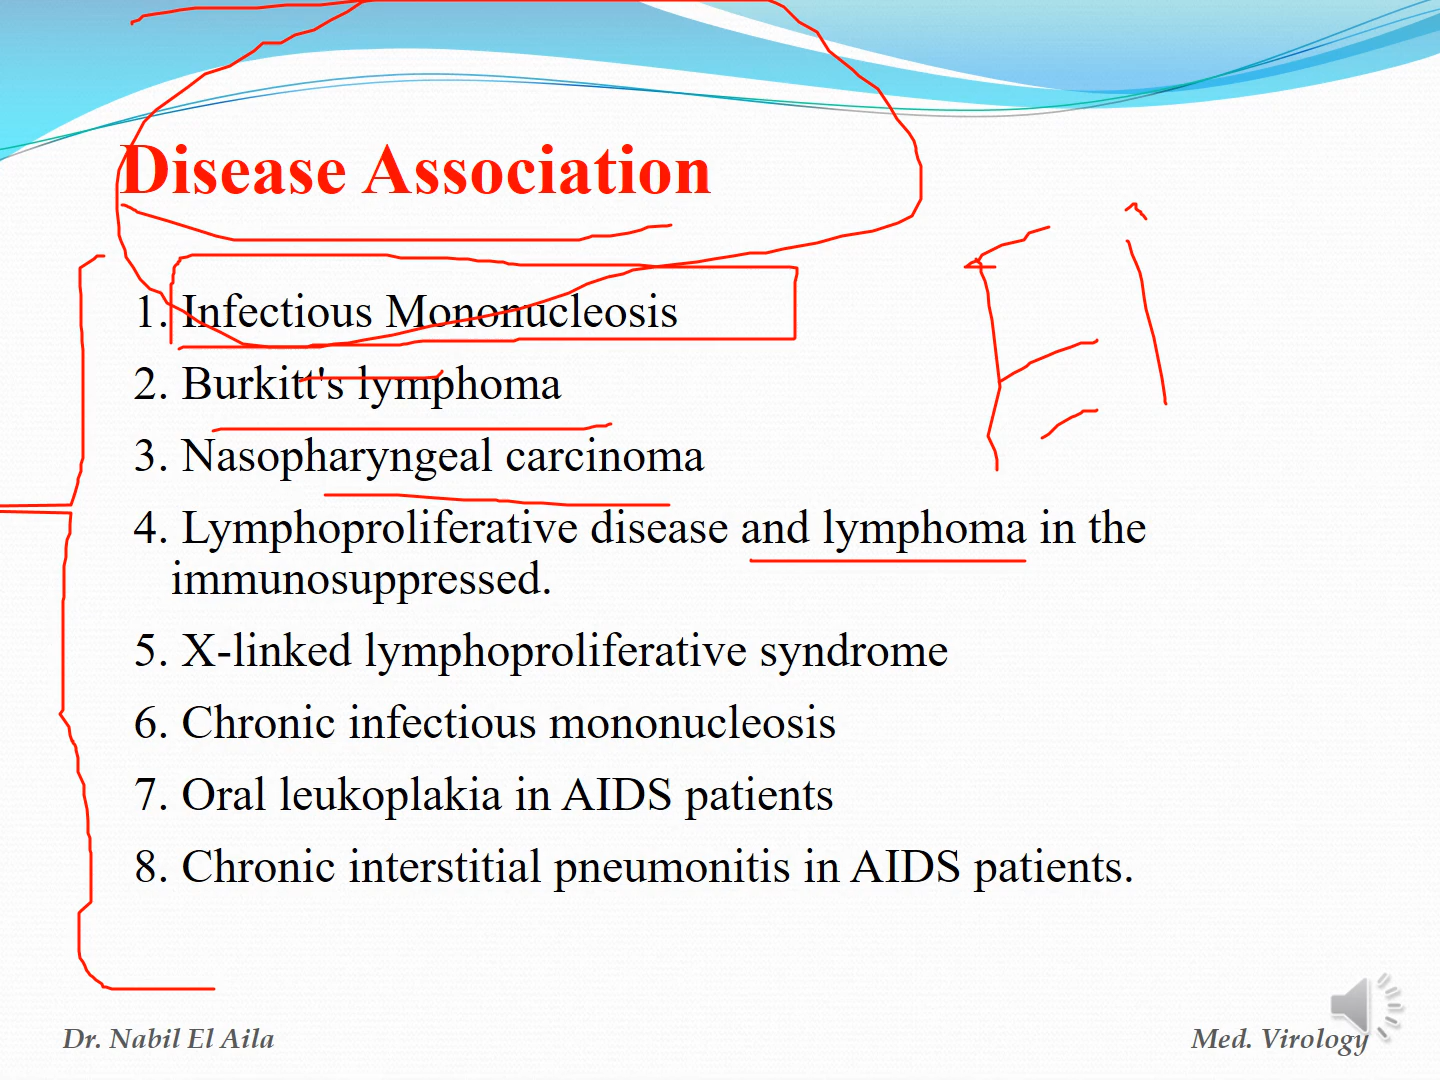 Disease Association
1. Infectious Mononucleosis
2. Burkitt's lymphoma
3. Nasopharyngeal carcinoma
4. Lymphoproliferative disease and lymphoma in the
immunosuppressed.
5. X-linked lymphoproliferative syndrome
6. Chronic infectious mononucleosis
7. Oral leukoplakia in AIDS patients
8. Chronic interstitial pneumonitis in AIDS patients.
Dr. Nabil El Aila
Med. Virology